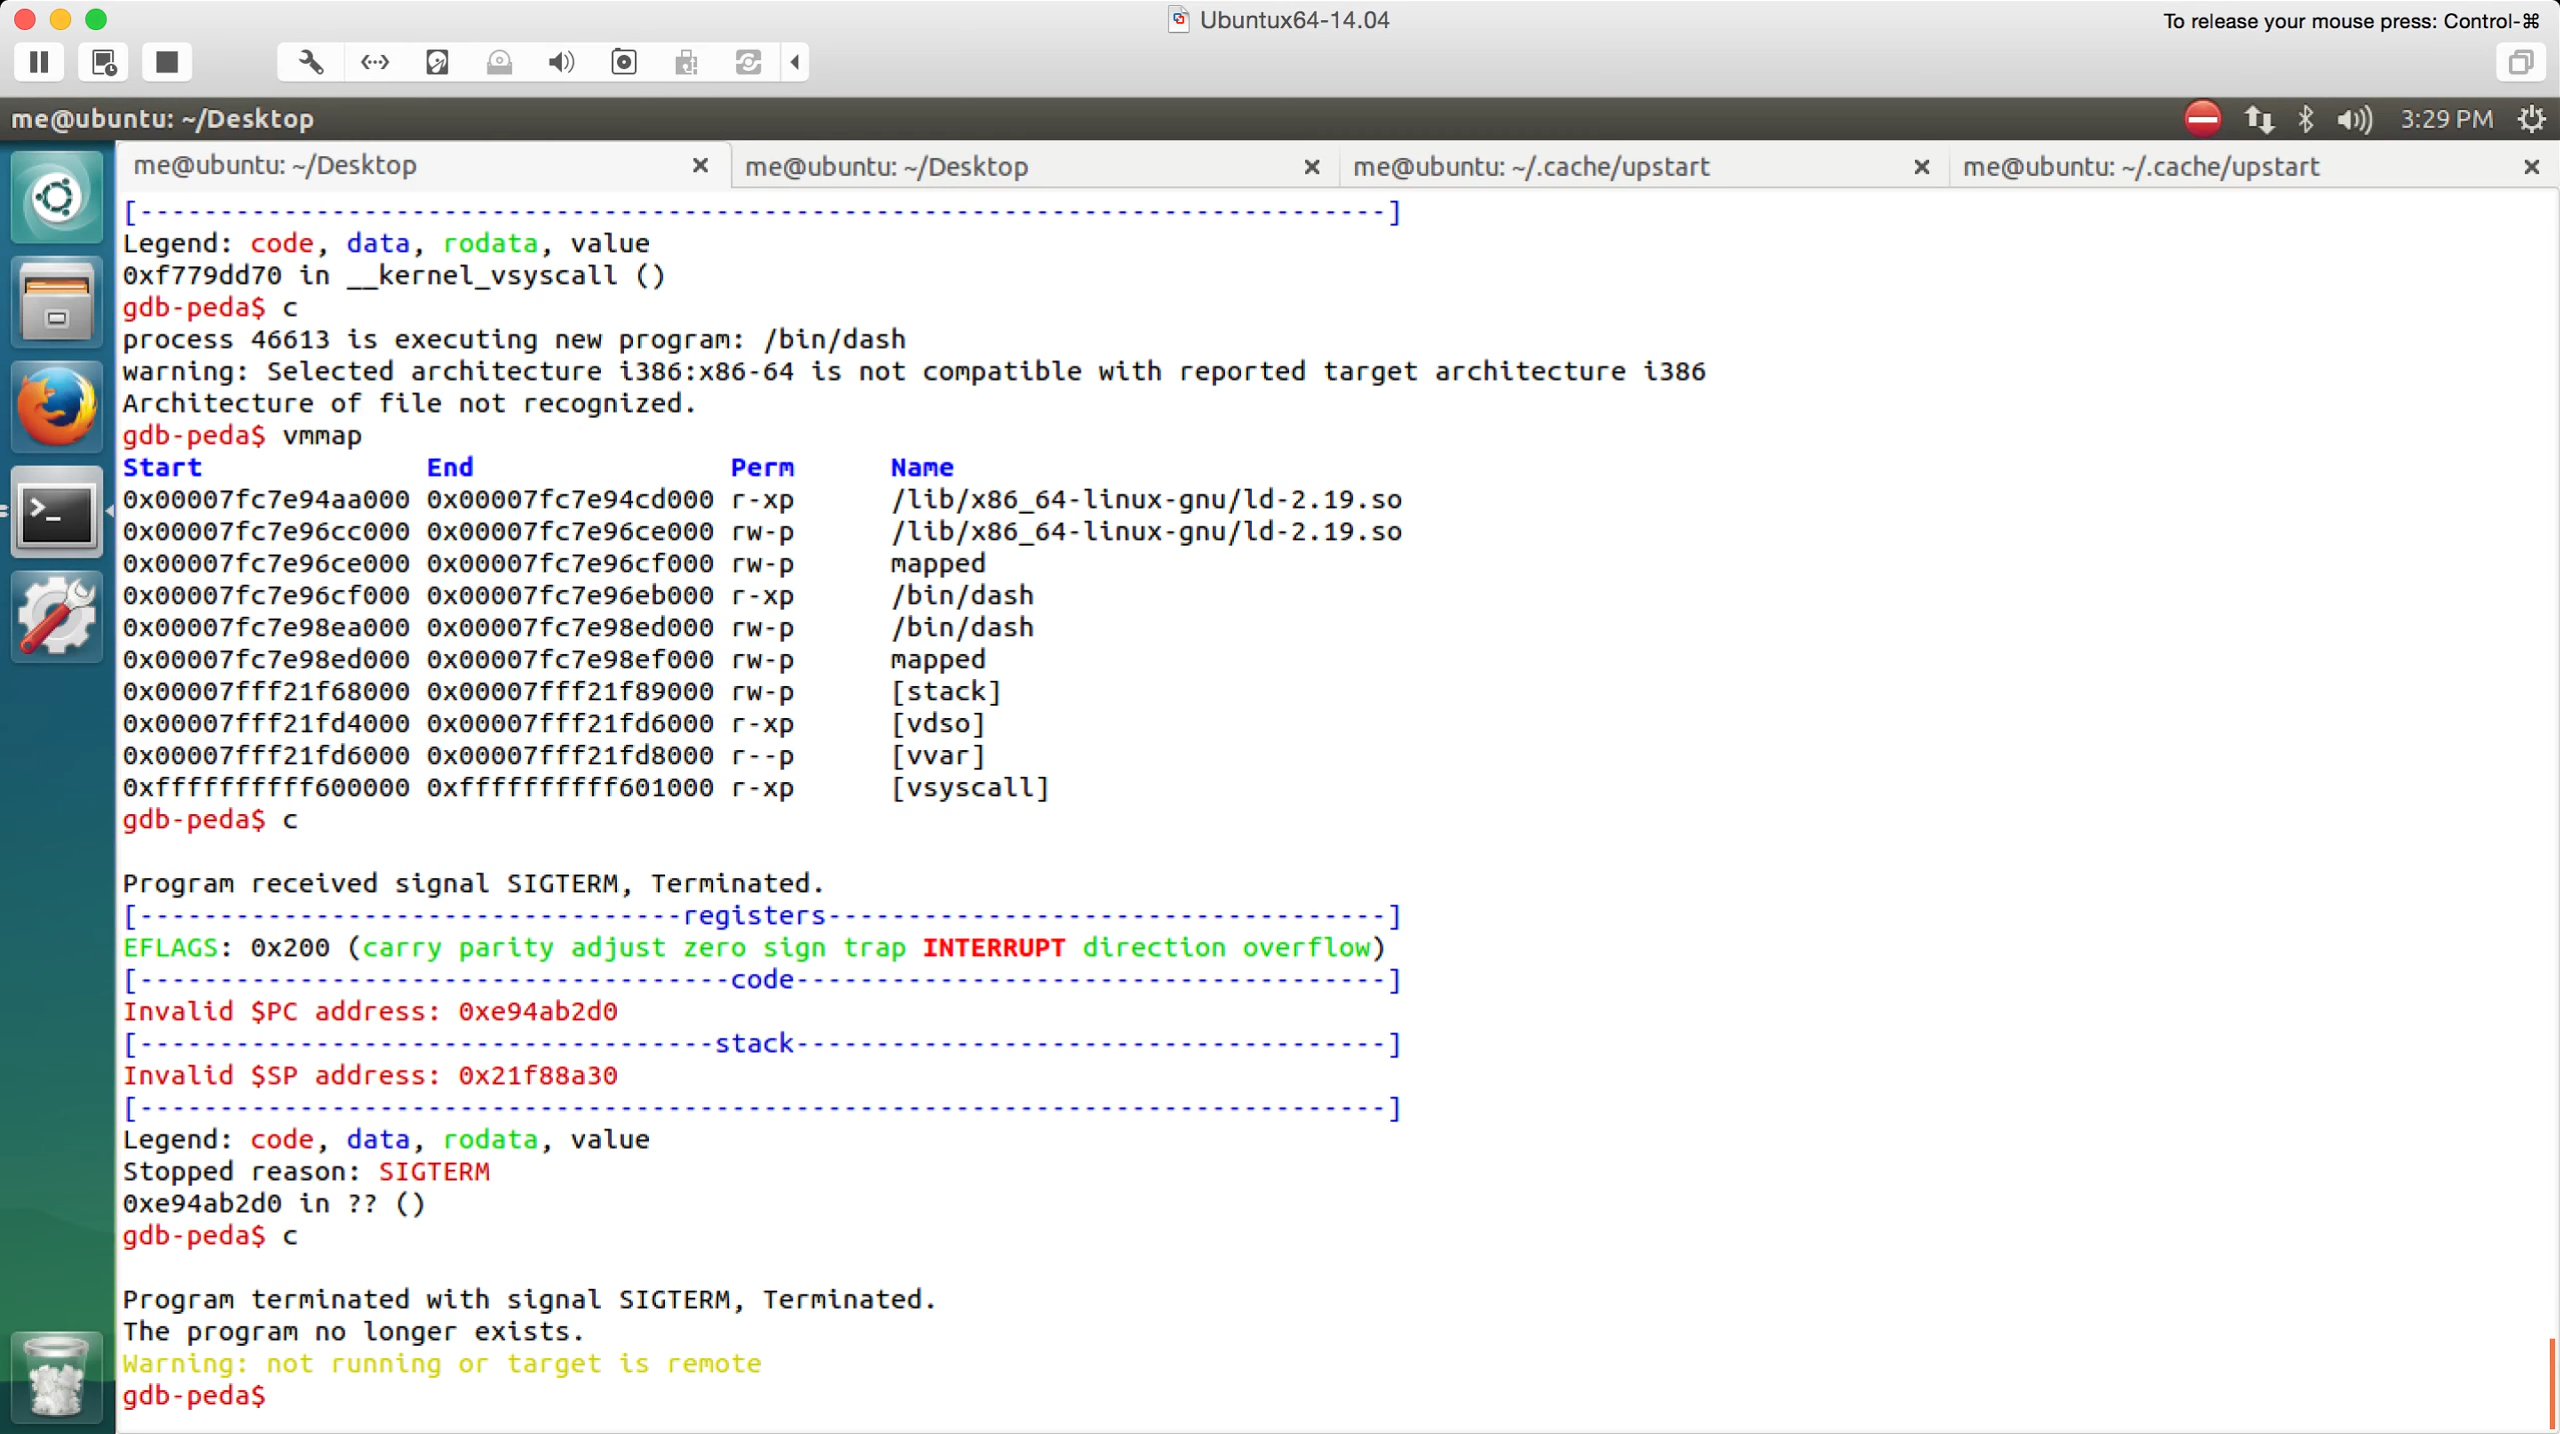 Ubuntux64-14.04
To release your mouse press: Control-⌘
me@ubuntu: ~/Desktop
3:29 PM
me@ubuntu: ~/Desktop
me@ubuntu: ~/Desktop
me@ubuntu: ~/.cache/upstart
me@ubuntu: ~/.cache/upstart
[------------------------------------------------------------------------------]
Legend: code, data, rodata, value
0xf779dd70 in __kernel_vsyscall ()
gdb-peda$ c
process 46613 is executing new program: /bin/dash
warning: Selected architecture i386:x86-64 is not compatible with reported target architecture i386
Architecture of file not recognized.
gdb-peda$ vmmap
Start              End                Perm      Name
0x00007fc7e94aa000 0x00007fc7e94cd000 r-xp      /lib/x86_64-linux-gnu/ld-2.19.so
0x00007fc7e96cc000 0x00007fc7e96ce000 rw-p      /lib/x86_64-linux-gnu/ld-2.19.so
0x00007fc7e96ce000 0x00007fc7e96cf000 rw-p      mapped
0x00007fc7e96cf000 0x00007fc7e96eb000 r-xp      /bin/dash
0x00007fc7e98ea000 0x00007fc7e98ed000 rw-p      /bin/dash
0x00007fc7e98ed000 0x00007fc7e98ef000 rw-p      mapped
0x00007fff21f68000 0x00007fff21f89000 rw-p      [stack]
0x00007fff21fd4000 0x00007fff21fd6000 r-xp      [vdso]
0x00007fff21fd6000 0x00007fff21fd8000 r--p      [vvar]
0xffffffffff600000 0xffffffffff601000 r-xp      [vsyscall]
gdb-peda$ c
Program received signal SIGTERM, Terminated.
[----------------------------------registers-----------------------------------]
EFLAGS: 0x200 (carry parity adjust zero sign trap INTERRUPT direction overflow)
[-------------------------------------code-------------------------------------]
Invalid $PC address: 0xe94ab2d0
[------------------------------------stack-------------------------------------]
Invalid $SP address: 0x21f88a30
[------------------------------------------------------------------------------]
Legend: code, data, rodata, value
Stopped reason: SIGTERM
0xe94ab2d0 in ?? ()
gdb-peda$ c
Program terminated with signal SIGTERM, Terminated.
The program no longer exists.
Warning: not running or target is remote
gdb-peda$